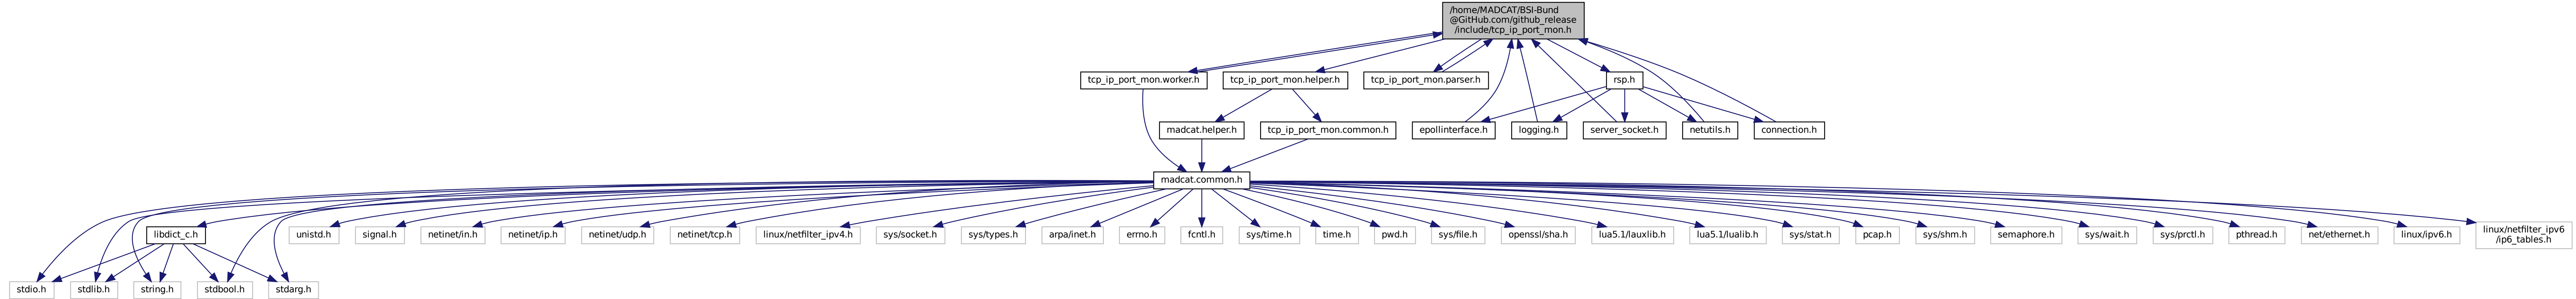 /home/MADCAT/BSI-Bund
@GitHub.com/github_release
/include/tcp_ip_port_mon.h
tcp_ip_port_mon.worker.h
tcp_ip_port_mon.helper.h
tcp_ip_port_mon.parser.h
rsp.h
madcat.helper.h
tcp_ip_port_mon.common.h
epollinterface.h
logging.h
server_socket.h
netutils.h
connection.h
madcat.common.h
libdict_c.h
unistd.h
signal.h
netinet/in.h
netinet/ip.h
netinet/udp.h
netinet/tcp.h
linux/netfilter_ipv4.h
sys/socket.h
sys/types.h
arpa/inet.h
errno.h
fcntl.h
sys/time.h
time.h
pwd.h
sys/file.h
openssl/sha.h
lua5.1/lauxlib.h
lua5.1/lualib.h
sys/stat.h
pcap.h
sys/shm.h
semaphore.h
sys/wait.h
sys/prctl.h
pthread.h
net/ethernet.h
linux/ipv6.h
linux/netfilter_ipv6
/ip6_tables.h
stdio.h
stdlib.h
string.h
stdbool.h
stdarg.h